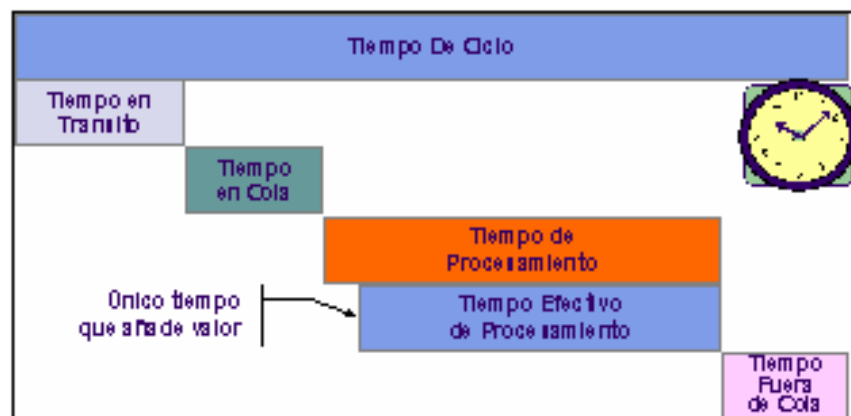 Tiempo De Ciclo
Tiempo en
Transito
Tiempo
en Cola
Tiempo de
Procesamiento
Unico tiempo
que añade valor
Tiempo Efectivo
de Procesamiento
Tiempo
Fuera
de Cola